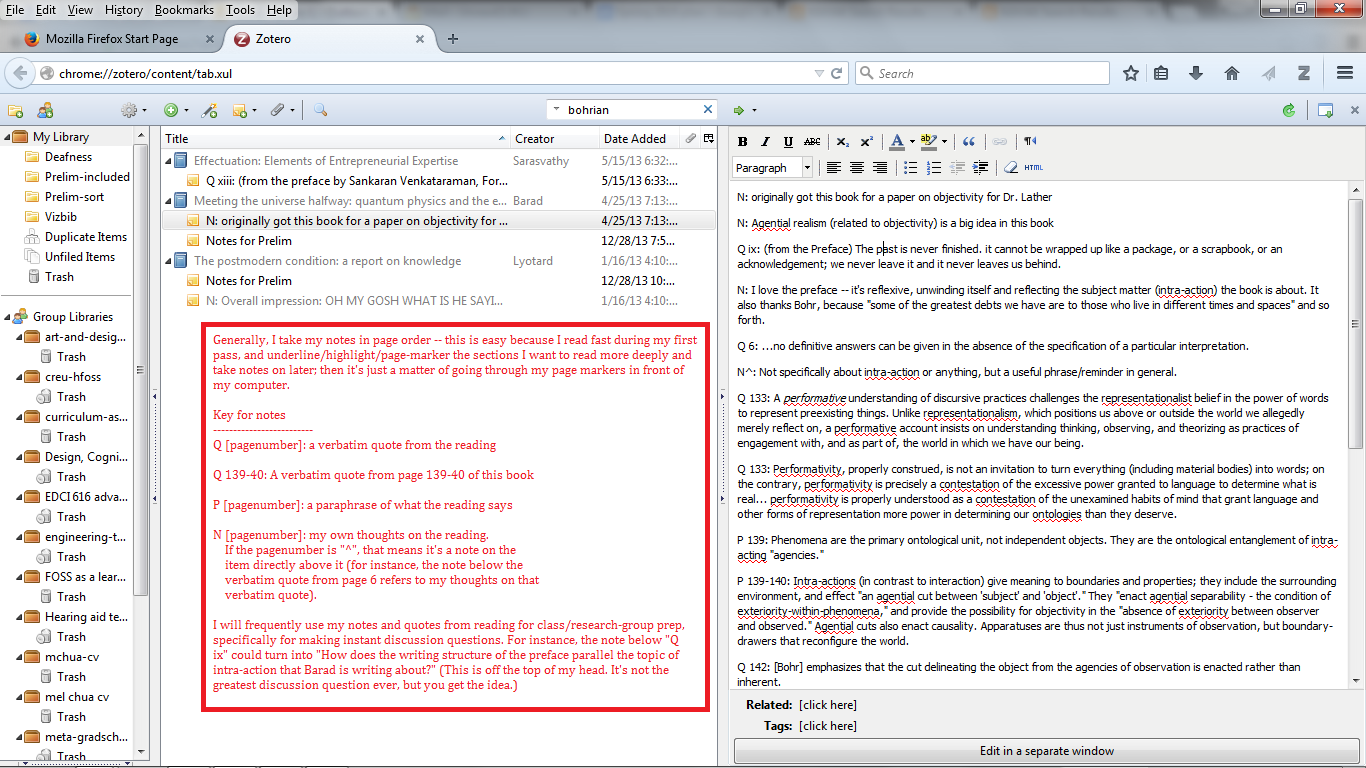 File Edit View History Bookmarks Tools Help
Mozilla Firefox Start Page
Zotero
chrome://zotero/content/tab.xul
Search
bohrian
My Library
Deafness
Prelim-included
Prelim-sort
Vizbib
Duplicate Items
Unfiled Items
Trash
Group Libraries
art-and-desig...
Trash
creu-hfoss
Trash
curriculum-as...
Trash
Design, Cogni...
Trash
EDCI616 adva...
Trash
engineering-t...
Trash
FOSS as a lear...
Trash
Hearing aid te...
Trash
mchua-cv
Trash
mel chua cv
Trash
meta-gradsch...
Trash
Title Creator Date Added
Effectuation: Elements of Entrepreneurial Expertise Sarasvathy 5/15/13 6:32:...
Q xiii: (from the preface by Sankaran Venkataraman, For... 5/15/13 6:33:...
Meeting the universe halfway: quantum physics and the e... Barad 4/25/13 7:13:...
N: originally got this book for a paper on objectivity for ... 4/25/13 7:13:...
Notes for Prelim 12/28/13 7:5...
The postmodern condition: a report on knowledge Lyotard 1/16/13 4:10:...
Notes for Prelim 12/28/13 10:...
N: Overall impression: OH MY GOSH WHAT IS HE SAYI... 1/16/13 4:10:...
Generally, I take my notes in page order -- this is easy because I read fast during my first
pass, and underline/highlight/page-marker the sections I want to read more deeply and
take notes on later; then it's just a matter of going through my page markers in front of
my computer.
Key for notes
-------------------------
Q [pagenumber]: a verbatim quote from the reading
Q 139-40: A verbatim quote from page 139-40 of this book
P [pagenumber]: a paraphrase of what the reading says
N [pagenumber]: my own thoughts on the reading.
If the pagenumber is "^", that means it's a note on the
item directly above it (for instance, the note below the
verbatim quote from page 6 refers to my thoughts on that
verbatim quote).
I will frequently use my notes and quotes from reading for class/research-group prep,
specifically for making instant discussion questions. For instance, the note below "Q
ix" could turn into "How does the writing structure of the preface parallel the topic of
intra-action that Barad is writing about?" (This is off the top of my head. It's not the
greatest discussion question ever, but you get the idea.)
B I U ABC X₂ X² A ab HTML
Paragraph
N: originally got this book for a paper on objectivity for Dr. Lather
N: Agential realism (related to objectivity) is a big idea in this book
Q ix: (from the Preface) The past is never finished. it cannot be wrapped up like a package, or a scrapbook, or an
acknowledgement; we never leave it and it never leaves us behind.
N: I love the preface -- it's reflexive, unwinding itself and reflecting the subject matter (intra-action) the book is about. It
also thanks Bohr, because "some of the greatest debts we have are to those who live in different times and spaces" and so
forth.
Q 6: ...no definitive answers can be given in the absence of the specification of a particular interpretation.
N^: Not specifically about intra-action or anything, but a useful phrase/reminder in general.
Q 133: A performative understanding of discursive practices challenges the representationalist belief in the power of words
to represent preexisting things. Unlike representationalism, which positions us above or outside the world we allegedly
merely reflect on, a performative account insists on understanding thinking, observing, and theorizing as practices of
engagement with, and as part of, the world in which we have our being.
Q 133: Performativity, properly construed, is not an invitation to turn everything (including material bodies) into words; on
the contrary, performativity is precisely a contestation of the excessive power granted to language to determine what is
real... performativity is properly understood as a contestation of the unexamined habits of mind that grant language and
other forms of representation more power in determining our ontologies than they deserve.
P 139: Phenomena are the primary ontological unit, not independent objects. They are the ontological entanglement of intra-
acting "agencies."
P 139-140: Intra-actions (in contrast to interaction) give meaning to boundaries and properties; they include the surrounding
environment, and effect "an agential cut between 'subject' and 'object'." They "enact agential separability - the condition of
exteriority-within-phenomena," and provide the possibility for objectivity in the "absence of exteriority between observer
and observed." Agential cuts also enact causality. Apparatuses are thus not just instruments of observation, but boundary-
drawers that reconfigure the world.
Q 142: [Bohr] emphasizes that the cut delineating the object from the agencies of observation is enacted rather than
inherent.
Related: [click here]
Tags: [click here]
Edit in a separate window